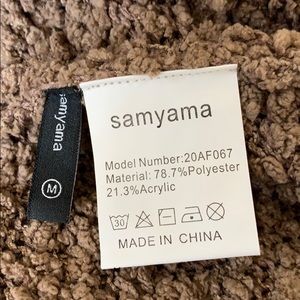 samyama
M
samyama
Model Number:20AF067
Material: 78.7%Polyester
21.3%Acrylic
30
MADE IN CHINA